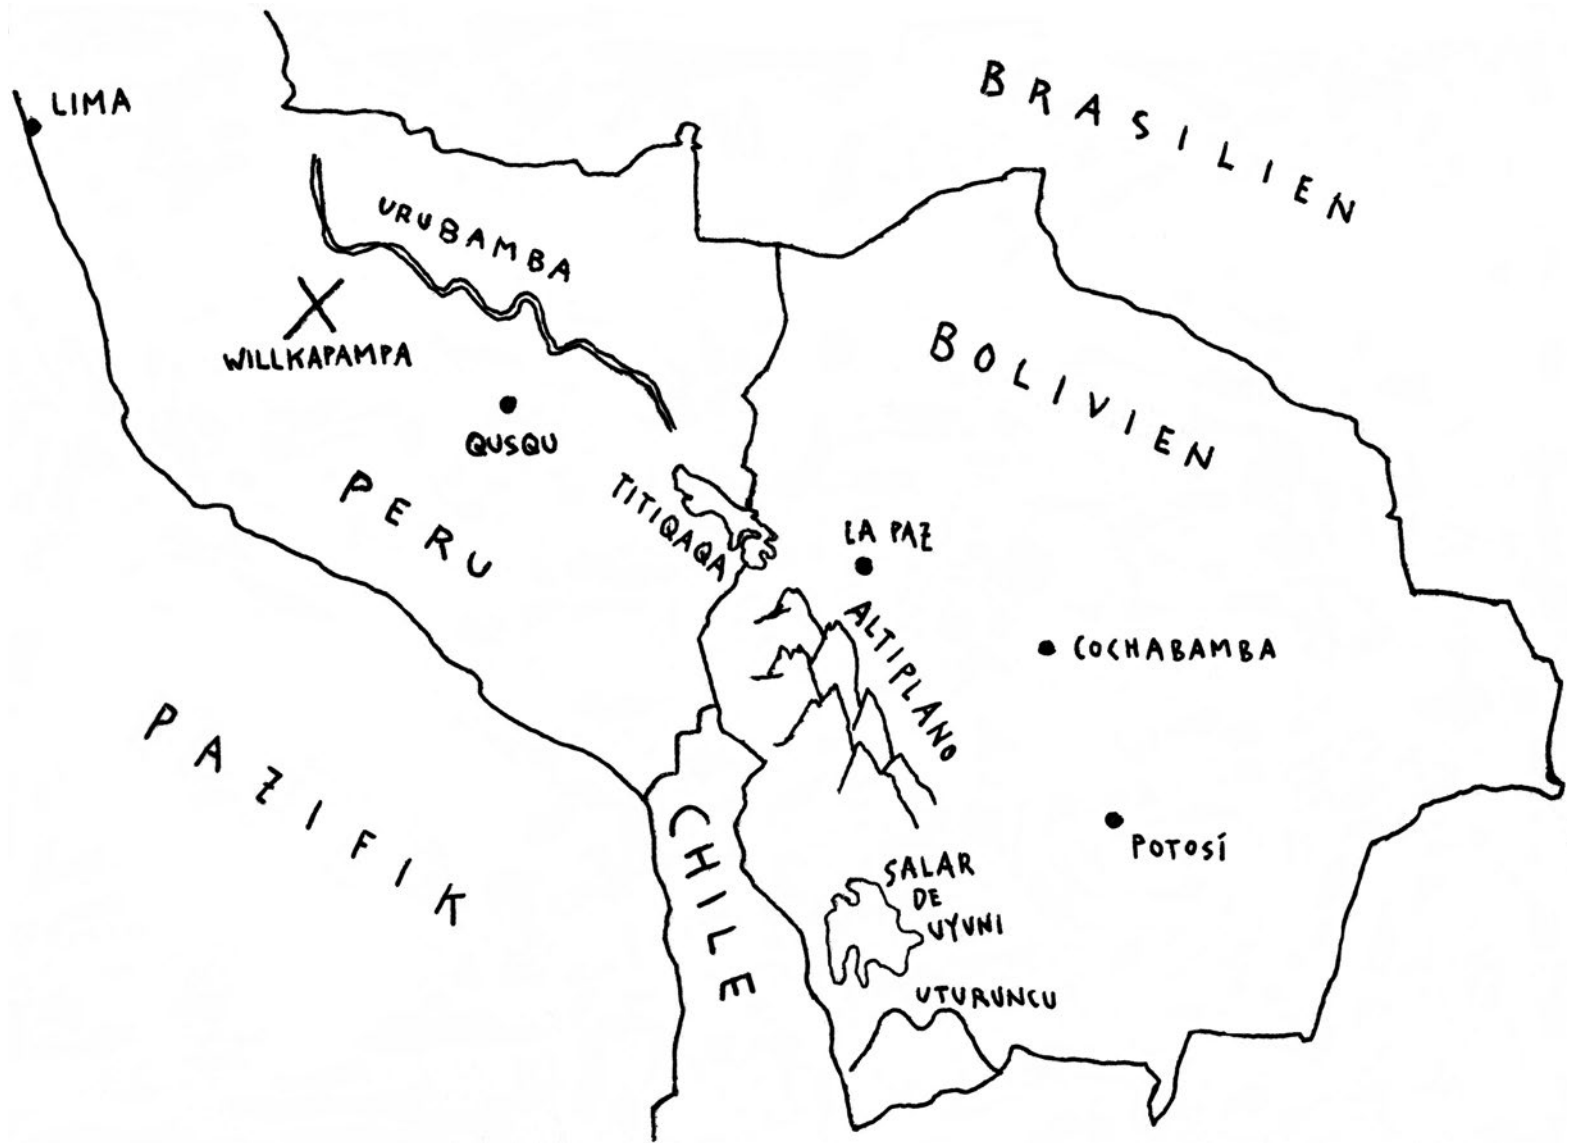 BRASILIEN
LIMA
URUBAMBA
WILLKAPAMPA
BOLIVIEN
QUSQU
PERU
TITIQAQA
LA PAZ
ALTIPLANO
COCHABAMBA
PAZIFIK
CHILE
POTOSÍ
SALAR
DE
UYUNI
UTURUNCU